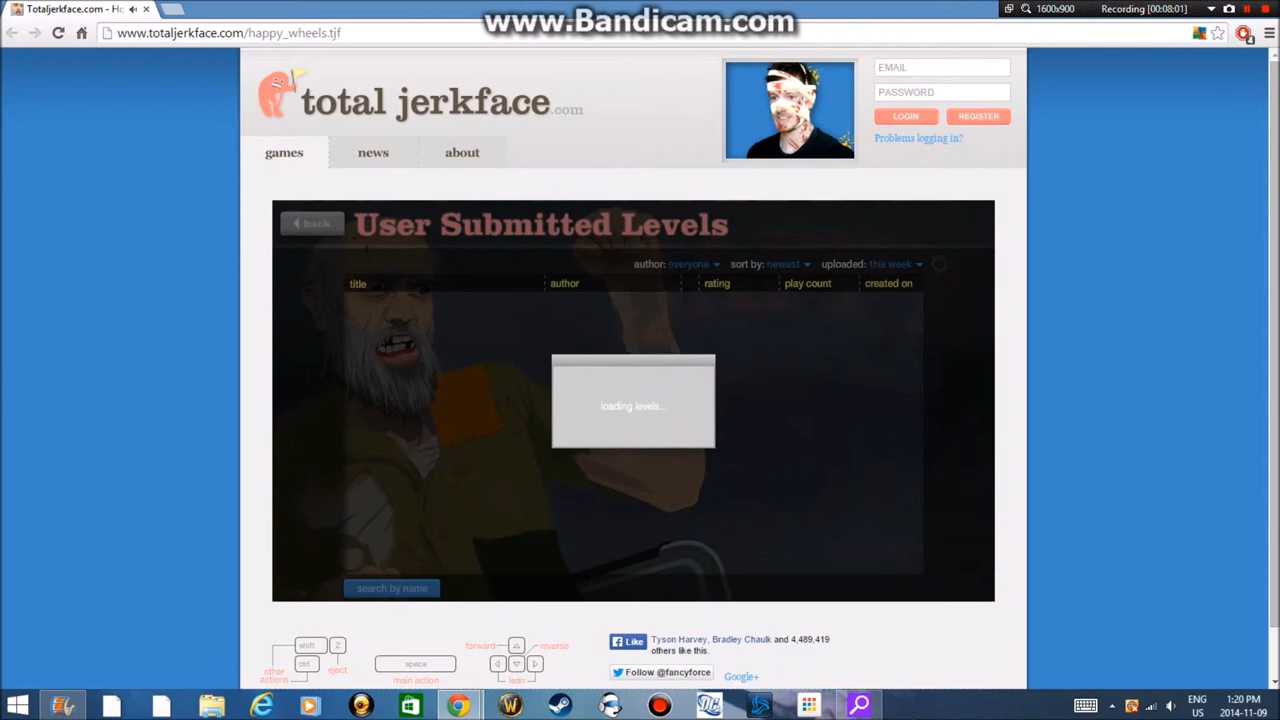 Totaljerkface.com - Ho
www.Bandicam.com
1600x900
Recording [00:08:01]
www.totaljerkface.com/happy_wheels.tjf
4
total jerkface.com
EMAIL
PASSWORD
LOGIN REGISTER
Problems logging in?
games news about
back User Submitted Levels
author: everyone sort by: newest uploaded: this week
title author rating play count created on
loading levels...
search by name
shift Z
ctrl
other actions
eject
space
main action
forward reverse
lean
Like Tyson Harvey, Bradley Chaulk and 4,489,419
others like this.
Follow @fancyforce Google+
ENG 1:20 PM
US 2014-11-09